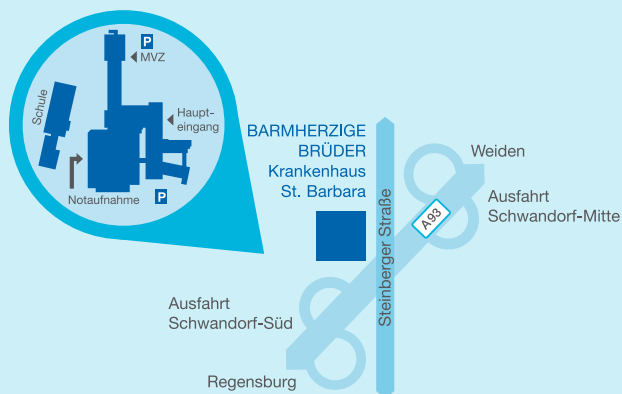 P
MVZ
Schule
Haupt-
eingang
Notaufnahme
P
BARMHERZIGE
BRÜDER
Krankenhaus
St. Barbara
Steinberger Straße
Weiden
Ausfahrt
Schwandorf-Mitte
A93
Ausfahrt
Schwandorf-Süd
Regensburg